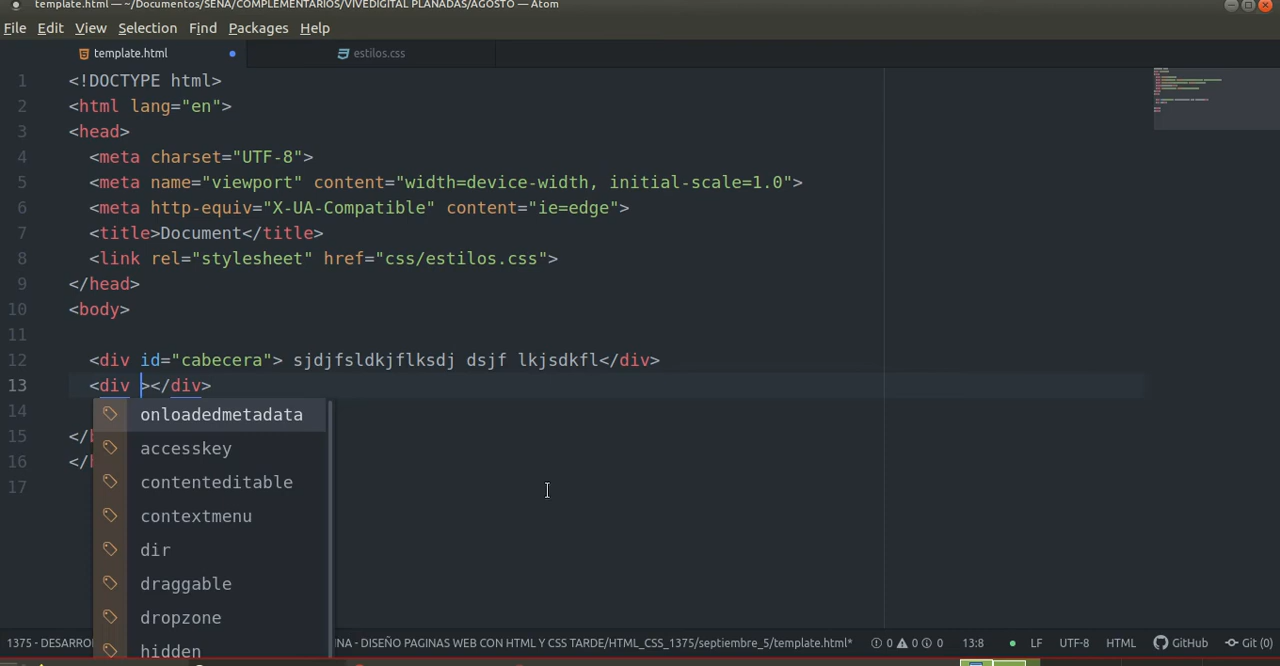 template.html — ~/Documentos/SENA/COMPLEMENTARIOS/VIVEDIGITAL PLANADAS/AGOSTO — Atom
File Edit View Selection Find Packages Help
template.html estilos.css
1 <!DOCTYPE html>
2 <html lang="en">
3 <head>
4 <meta charset="UTF-8">
5 <meta name="viewport" content="width=device-width, initial-scale=1.0">
6 <meta http-equiv="X-UA-Compatible" content="ie=edge">
7 <title>Document</title>
8 <link rel="stylesheet" href="css/estilos.css">
9 </head>
10 <body>
11
12 <div id="cabecera"> sjdjfsldkjflksdj dsjf lkjsdkfl</div>
13 <div ></div>
onloadedmetadata
14
accesskey
15 </b
contenteditable
16 </h
17
contextmenu
dir
draggable
dropzone
hidden
1375 - DESARRO INA - DISEÑO PAGINAS WEB CON HTML Y CSS TARDE/HTML_CSS_1375/septiembre_5/template.html* 0 0 0 13:8 LF UTF-8 HTML GitHub Git (0)